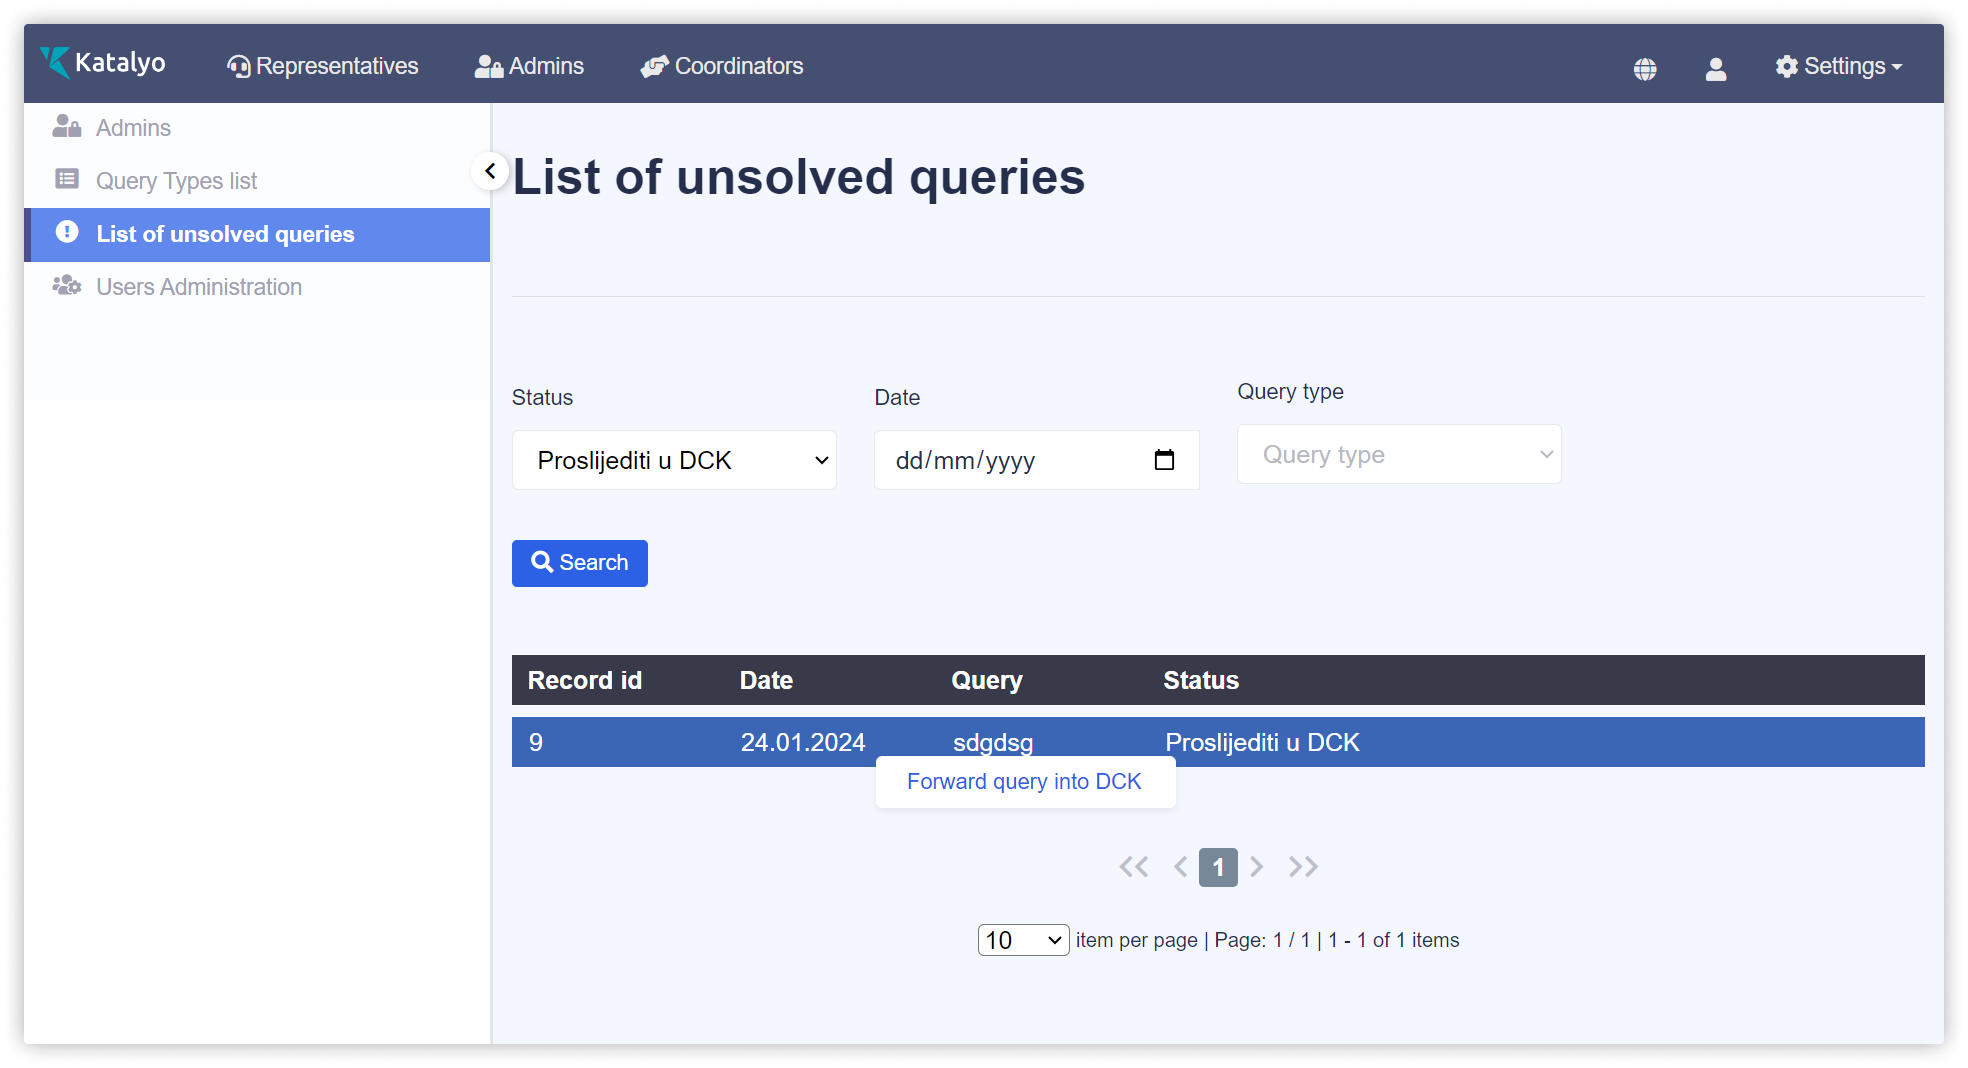 Katalyo
Representatives
Admins
Coordinators
Settings
Admins
Query Types list
List of unsolved queries
Users Administration
List of unsolved queries
Status
Date
Query type
Proslijediti u DCK
dd/mm/yyyy
Query type
Search
Record id Date Query Status
9 24.01.2024 sdgdsg Proslijediti u DCK
Forward query into DCK
<< < 1 > >>
10 item per page | Page: 1 / 1 | 1 - 1 of 1 items